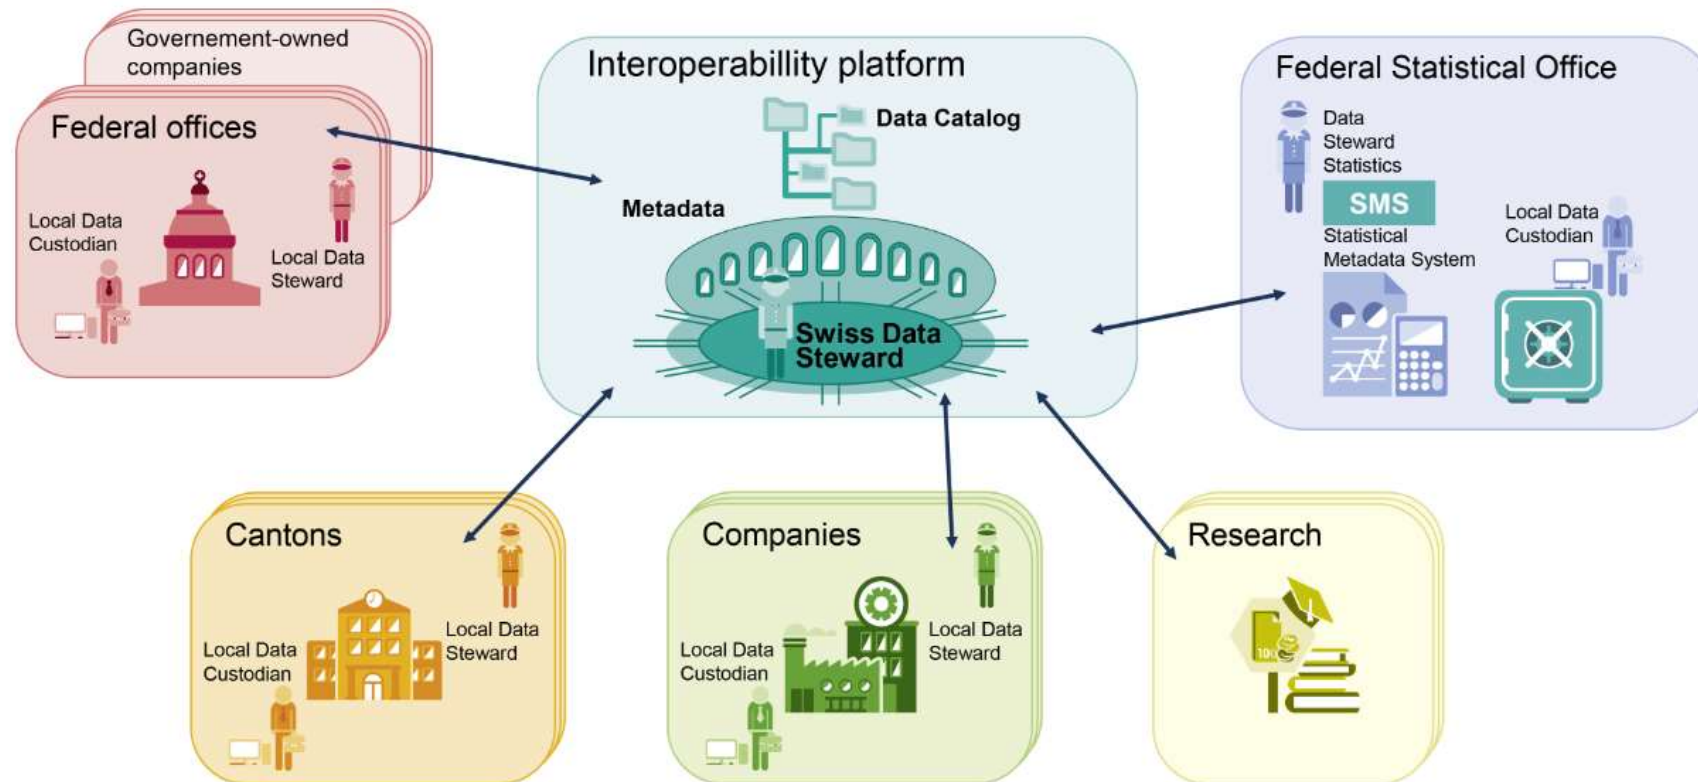 Governement-owned
companies
Federal offices
Local Data
Custodian
Local Data
Steward
Interoperabillity platform
Data Catalog
Metadata
Swiss Data
Steward
Federal Statistical Office
Data
Steward
Statistics
SMS
Statistical
Metadata System
Local Data
Custodian
Cantons
Local Data
Custodian
Local Data
Steward
Companies
Local Data
Custodian
Local Data
Steward
Research
100